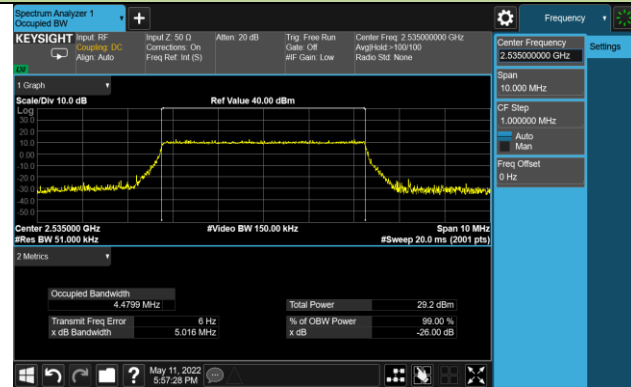 Spectrum Analyzer 1
Occupied BW
Frequency
KEYSIGHT
Input: RF
Coupling: DC
Align: Auto
Input Z: 50 Ω
Corrections: On
Freq Ref: Int (S)
Atten: 20 dB
Trig: Free Run
Gate: Off
#IF Gain: Low
Center Freq: 2.535000000 GHz
Avg|Hold:>100/100
Radio Std: None
LXI
Center Frequency
2.535000000 GHz
Settings
Span
10.000 MHz
CF Step
1.000000 MHz
Auto
Man
Freq Offset
0 Hz
1 Graph
Scale/Div 10.0 dB
Ref Value 40.00 dBm
Log
30.0
20.0
10.0
0.00
-10.0
-20.0
-30.0
-40.0
-50.0
Center 2.535000 GHz
#Video BW 150.00 kHz
Span 10 MHz
#Res BW 51.000 kHz
#Sweep 20.0 ms (2001 pts)
2 Metrics
Occupied Bandwidth
4.4799 MHz
Total Power 29.2 dBm
Transmit Freq Error 6 Hz
% of OBW Power 99.00 %
x dB Bandwidth 5.016 MHz
x dB -26.00 dB
May 11, 2022
5:57:28 PM